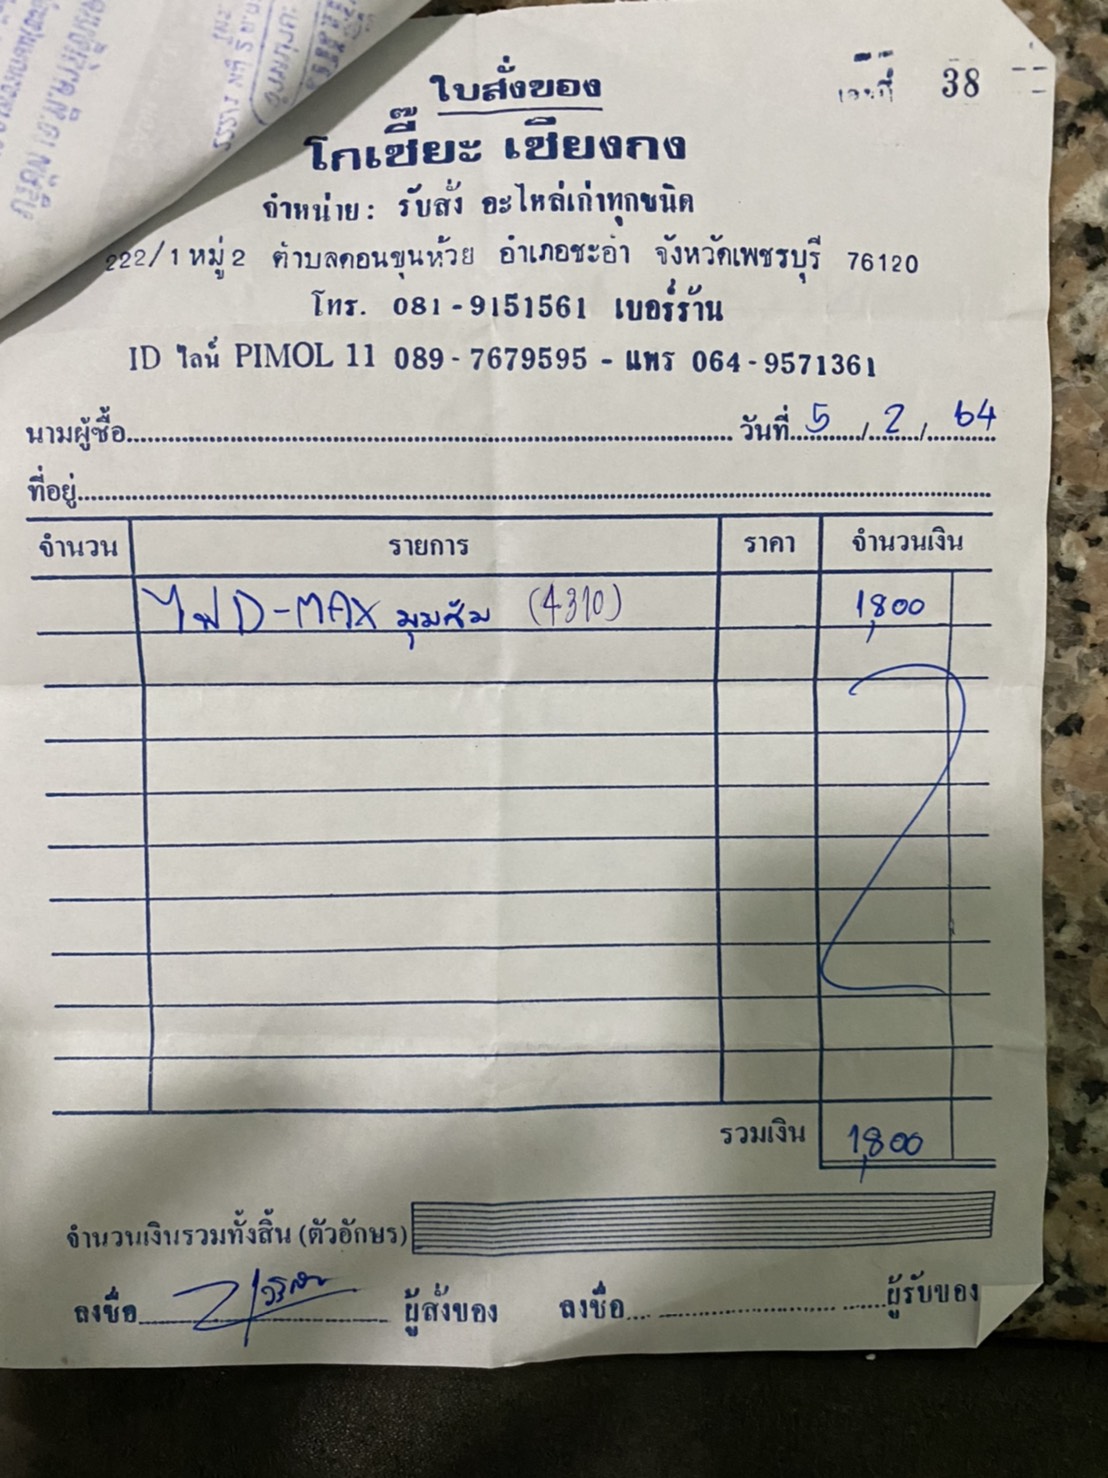 ใบสั่งของ
เลขที่ 38
โกเซี๊ยะ เซียงกง
จำหน่าย : รับสั่ง อะไหล่เก่าทุกชนิด
222/1 หมู่ 2 ตำบลดอนขุนห้วย อำเภอชะอำ จังหวัดเพชรบุรี 76120
โทร. 081-9151561 เบอร์ร้าน
ID ไลน์ PIMOL 11 089-7679595 - แพร 064-9571361
นามผู้ซื้อ วันที่ 5 / 2 / 64
ที่อยู่
จำนวน รายการ ราคา จำนวนเงิน
ไฟ D-MAX มุมส้ม (4310) 1,800
รวมเงิน 1,800
จำนวนเงินรวมทั้งสิ้น (ตัวอักษร)
ลงชื่อ ผู้สั่งของ ลงชื่อ ผู้รับของ